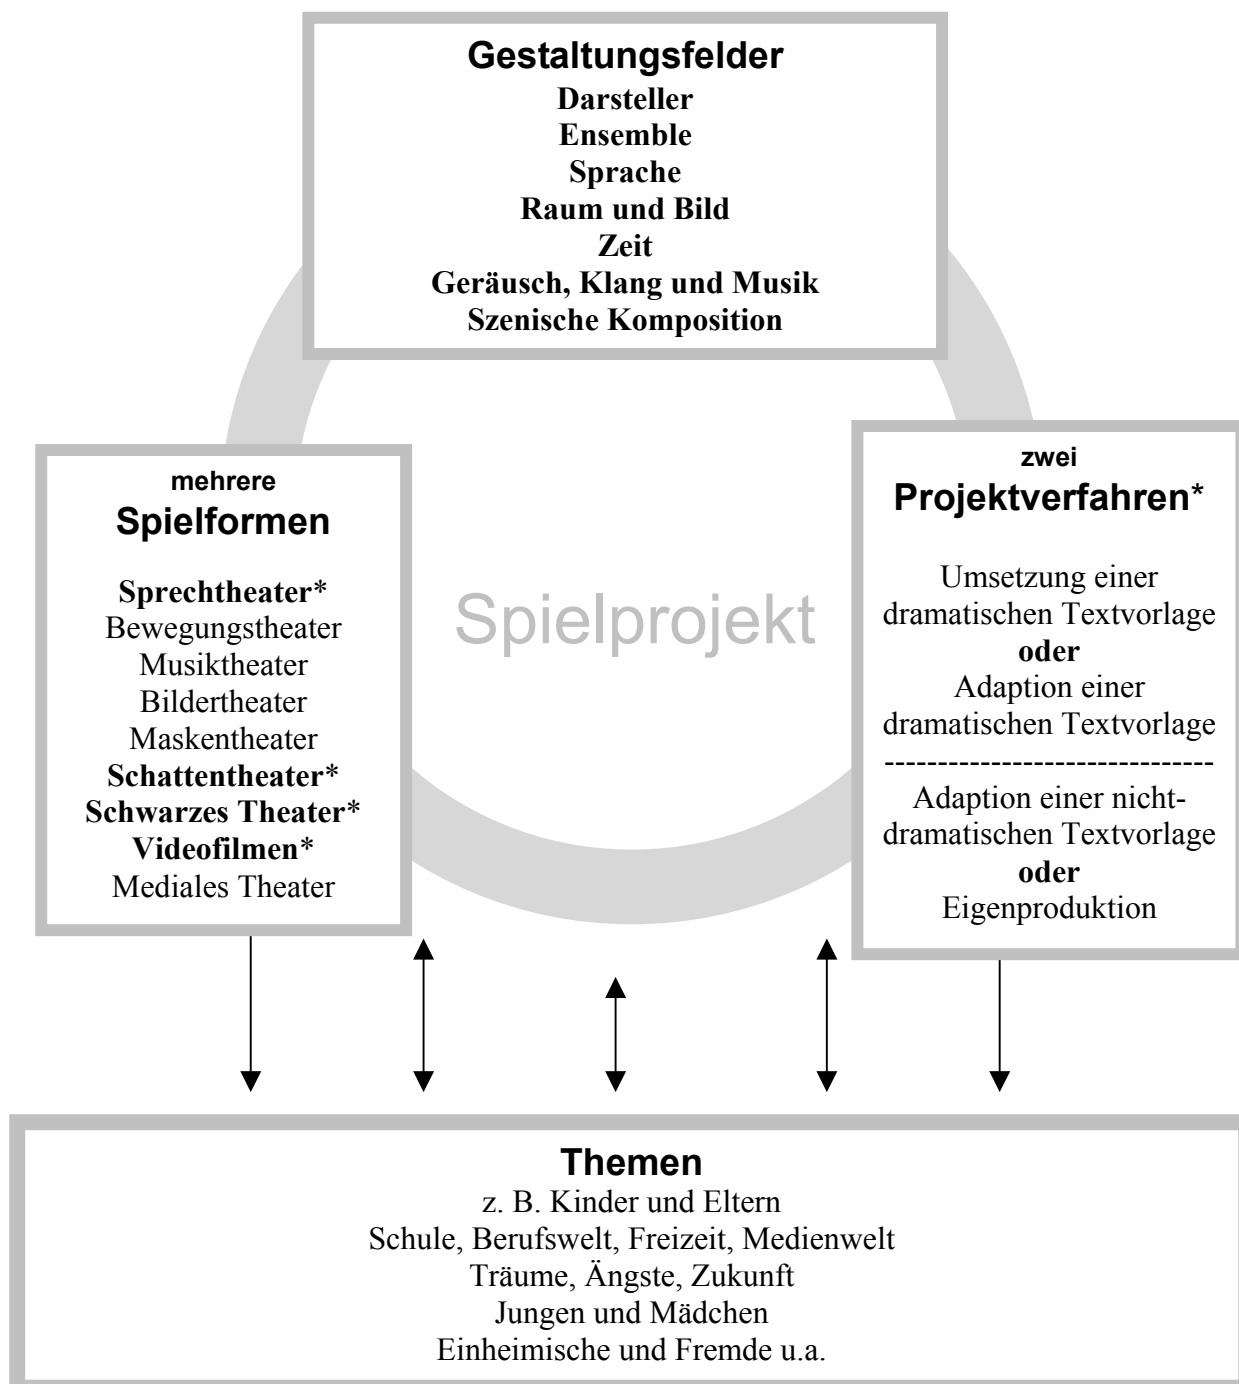 Gestaltungsfelder
Darsteller
Ensemble
Sprache
Raum und Bild
Zeit
Geräusch, Klang und Musik
Szenische Komposition
mehrere
Spielformen
Sprechtheater*
Bewegungstheater
Musiktheater
Bildertheater
Maskentheater
Schattentheater*
Schwarzes Theater*
Videofilmen*
Mediales Theater
Spielprojekt
zwei
Projektverfahren*
Umsetzung einer
dramatischen Textvorlage
oder
Adaption einer
dramatischen Textvorlage
-------------------------------
Adaption einer nicht-
dramatischen Textvorlage
oder
Eigenproduktion
Themen
z. B. Kinder und Eltern
Schule, Berufswelt, Freizeit, Medienwelt
Träume, Ängste, Zukunft
Jungen und Mädchen
Einheimische und Fremde u.a.